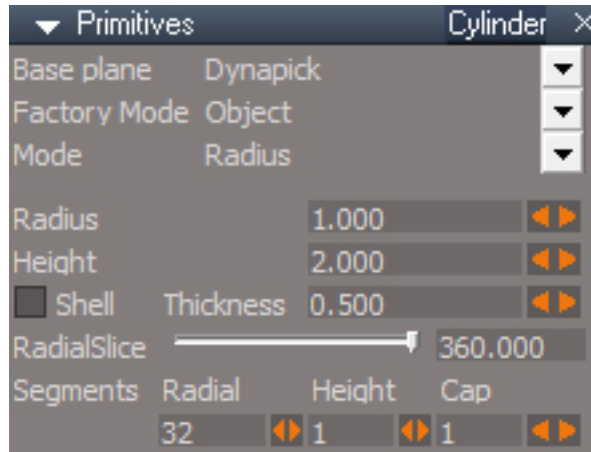 Primitives Cylinder
Base plane Dynapick
Factory Mode Object
Mode Radius
Radius 1.000
Height 2.000
Shell Thickness 0.500
RadialSlice 360.000
Segments Radial Height Cap
32 1 1